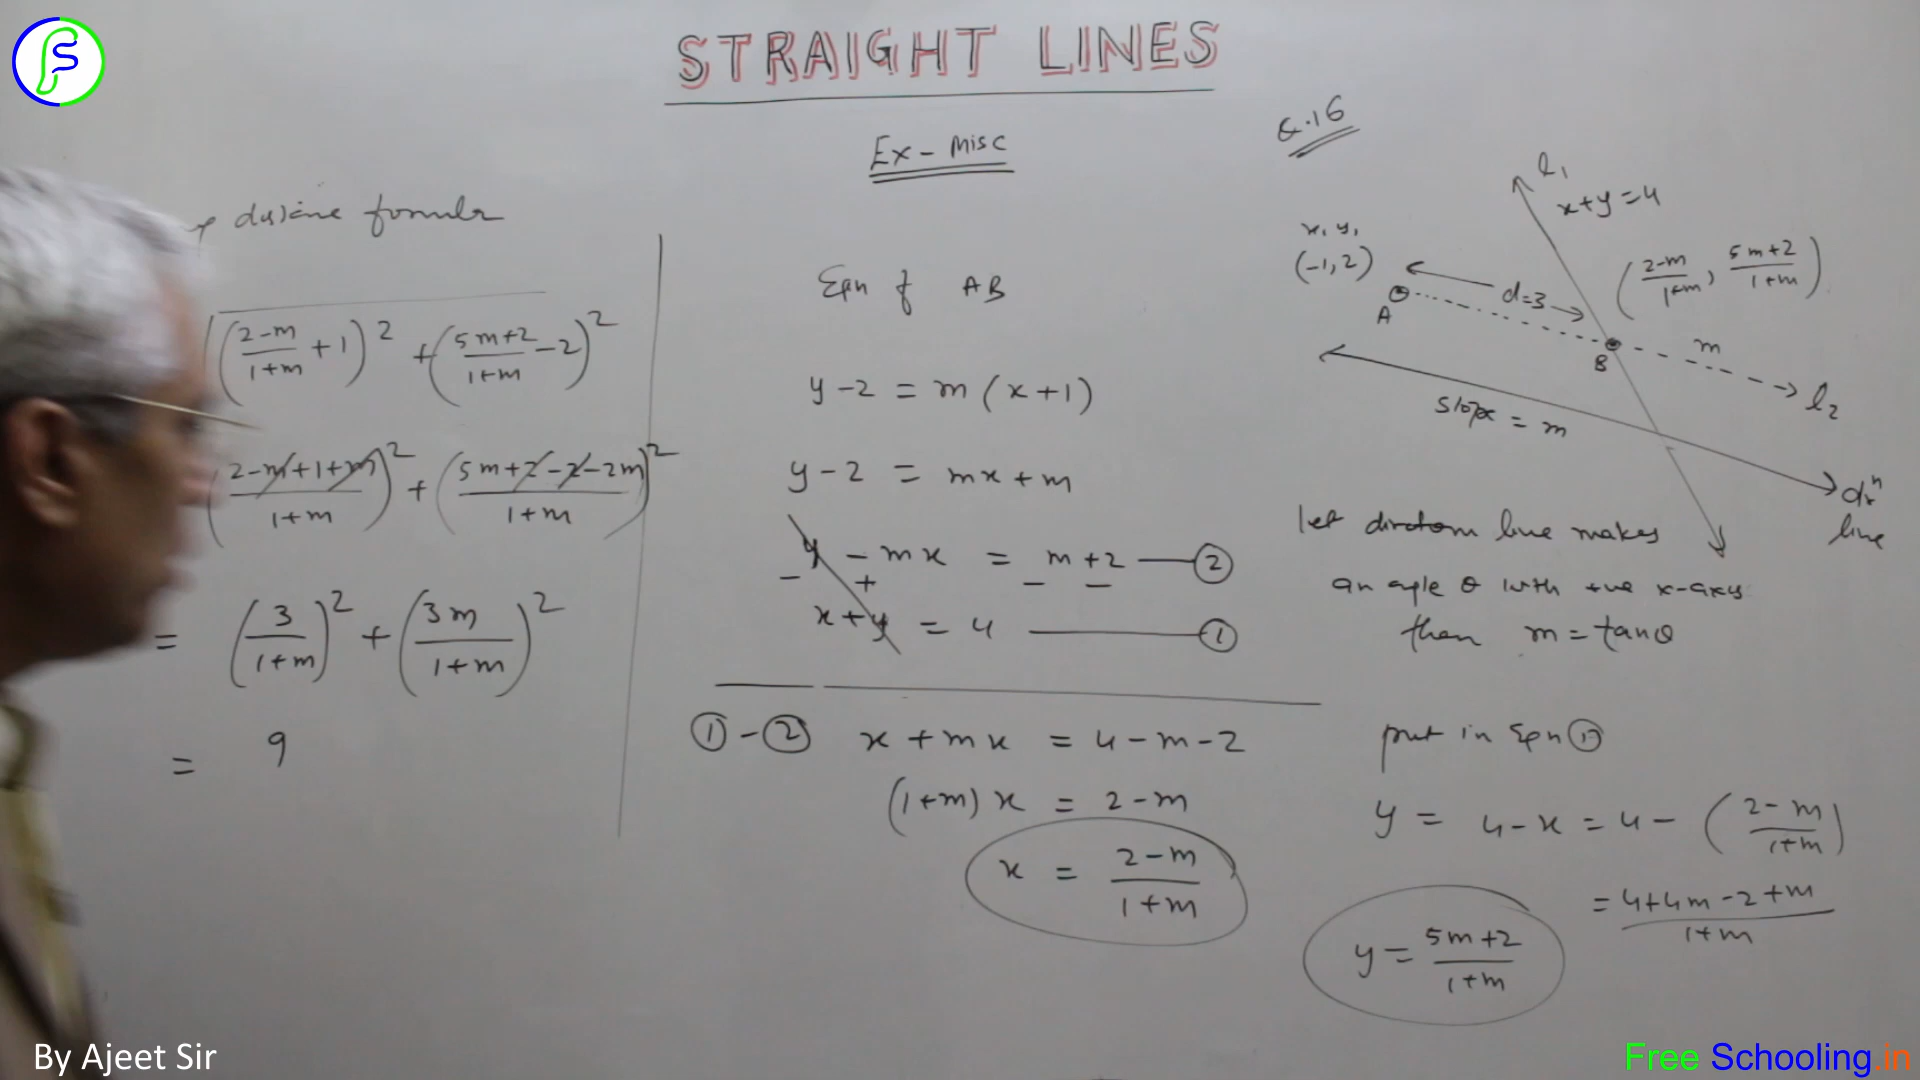 STRAIGHT LINES
Ex - Misc
Q.16
formula
(2-m/1+m + 1)² + (5m+2/1+m - 2)²
(2-m+1+m/1+m)² + (5m+2-2-2m/1+m)²
= (3/1+m)² + (3m/1+m)²
= 9
Eqn of AB
y - 2 = m (x+1)
y - 2 = mx + m
y - mx = m + 2 — ②
− + − −
x + y = 4 — ①
① - ② x + mx = 4 - m - 2
(1+m) x = 2 - m
x = 2-m/1+m
l₁
x+y=4
x₁ y₁
(-1,2)
(2-m/1+m, 5m+2/1+m)
d=3
A
B
m
l₂
slope = m
drⁿ
line
let line makes
an θ with +ve x-axis
then m = tanθ
put in Eqn ①
y = 4-x = 4 - (2-m/1+m)
= 4+4m-2+m/1+m
y = 5m+2/1+m
By Ajeet Sir
Free Schooling.in